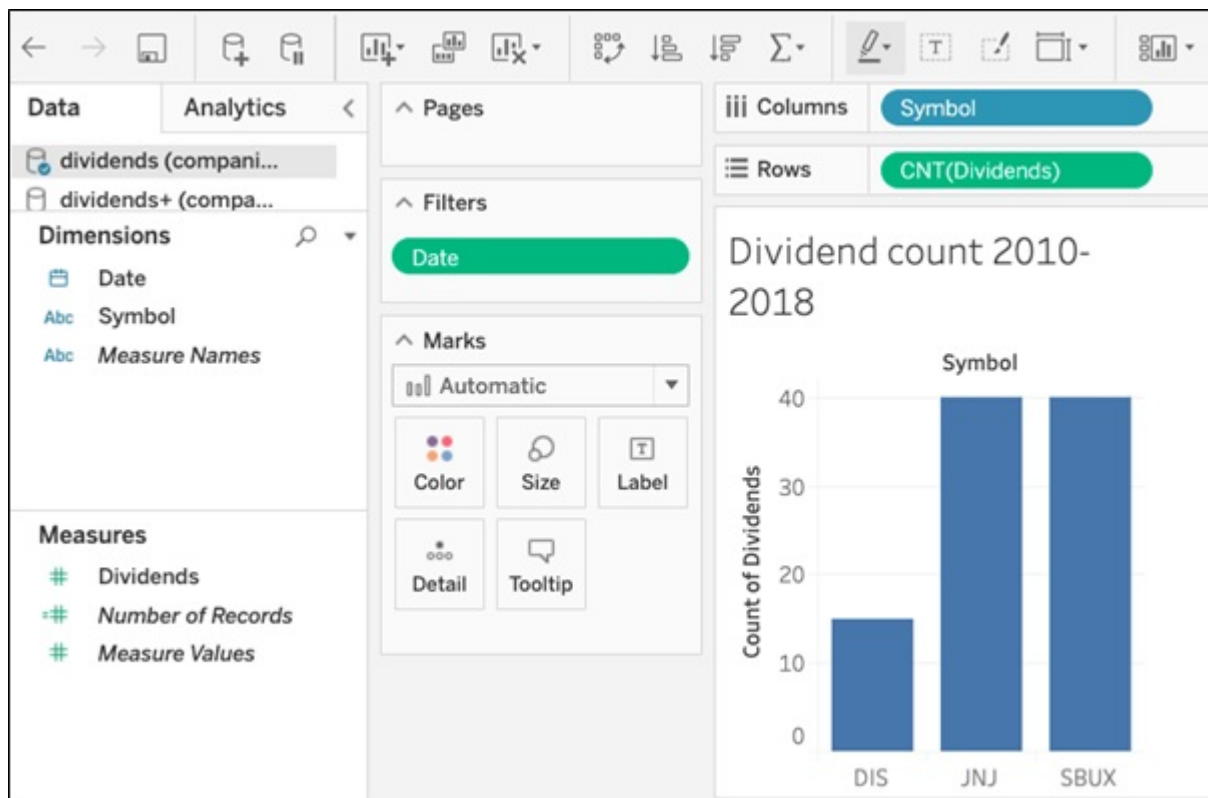 Data
Analytics
dividends (compani...
dividends+ (compa...
Dimensions
Date
Abc Symbol
Abc Measure Names
Measures
Dividends
Number of Records
Measure Values
Pages
Filters
Date
Marks
Automatic
Color
Size
T
Label
Detail
Tooltip
T
Columns
Symbol
Rows
CNT(Dividends)
Dividend count 2010-
2018
Symbol
Count of Dividends
40
30
20
10
0
DIS
JNJ
SBUX